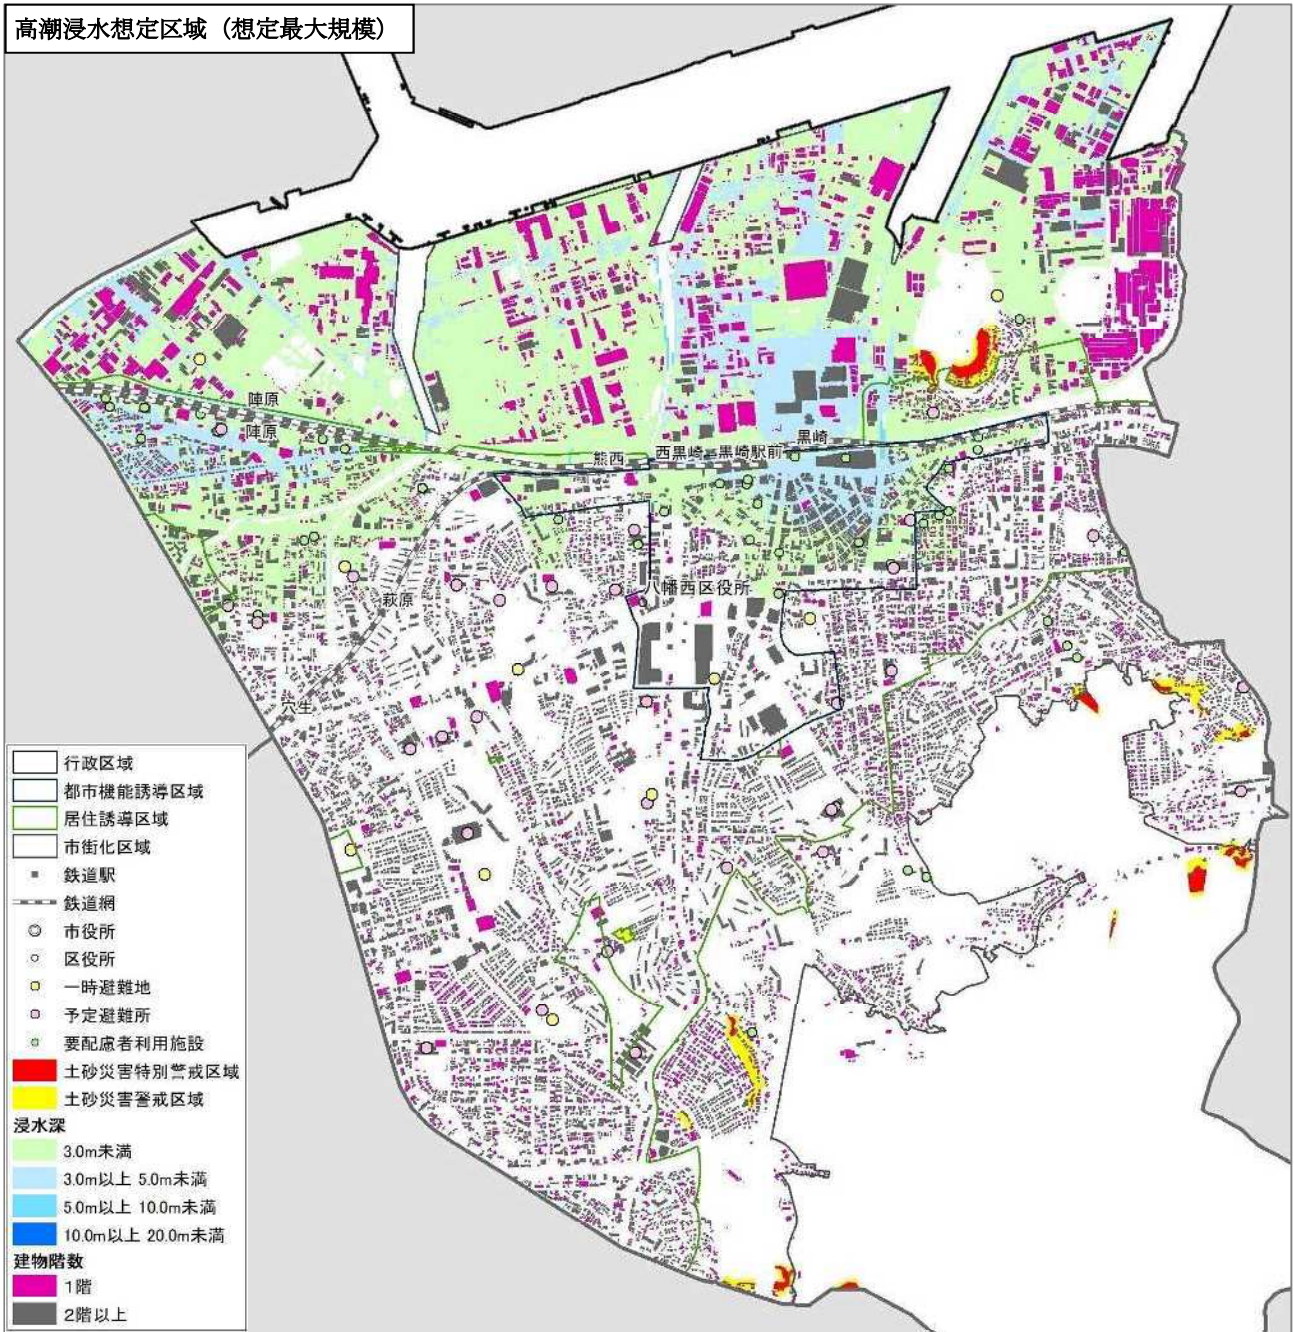 高潮浸水想定区域（想定最大規模）
陣原
陣原
熊西
西黒崎
黒崎駅前
黒崎
八幡西区役所
萩原
穴生
行政区域
都市機能誘導区域
居住誘導区域
市街化区域
鉄道駅
鉄道網
市役所
区役所
一時避難地
予定避難所
要配慮者利用施設
土砂災害特別警戒区域
土砂災害警戒区域
浸水深
3.0m未満
3.0m以上 5.0m未満
5.0m以上 10.0m未満
10.0m以上 20.0m未満
建物階数
1階
2階以上